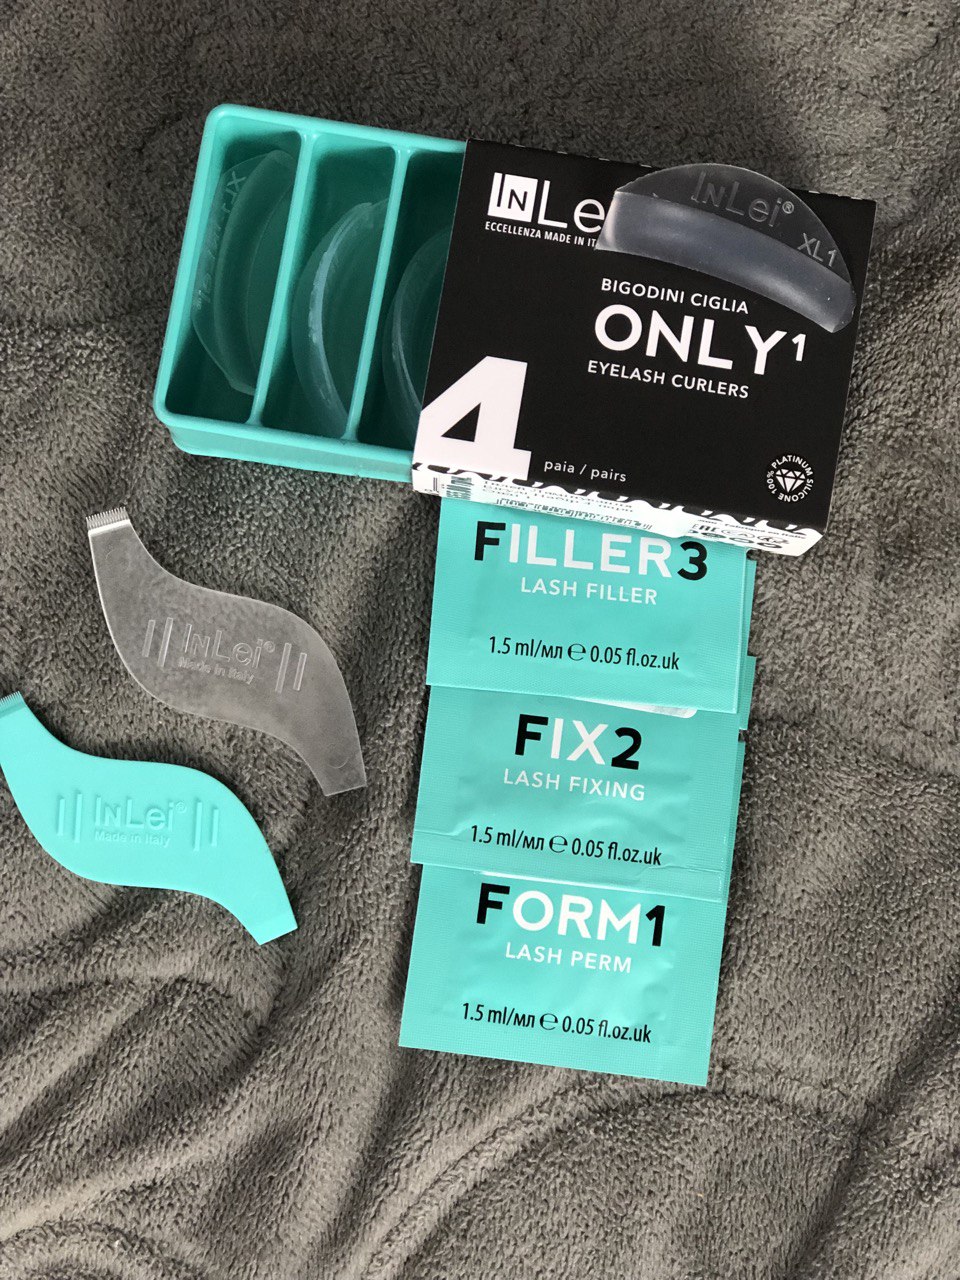 INLei
ECCELLENZA MADE IN
BIGODINI CIGLIA
ONLY1
EYELASH CURLERS
4
paia / pairs
100% PLATINUM SILICONE
INLei®
XL1
FILLER3
LASH FILLER
1.5 ml/мл ℮ 0.05 fl.oz.uk
FIX2
LASH FIXING
1.5 ml/мл ℮ 0.05 fl.oz.uk
FORM1
LASH PERM
1.5 ml/мл ℮ 0.05 fl.oz.uk
INLei®
Made in Italy
INLei®
Made in Italy